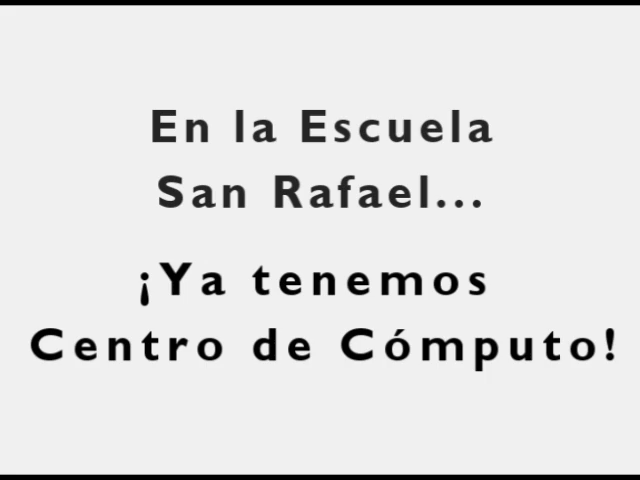 En la Escuela
San Rafael...
¡Ya tenemos
Centro de Cómputo!